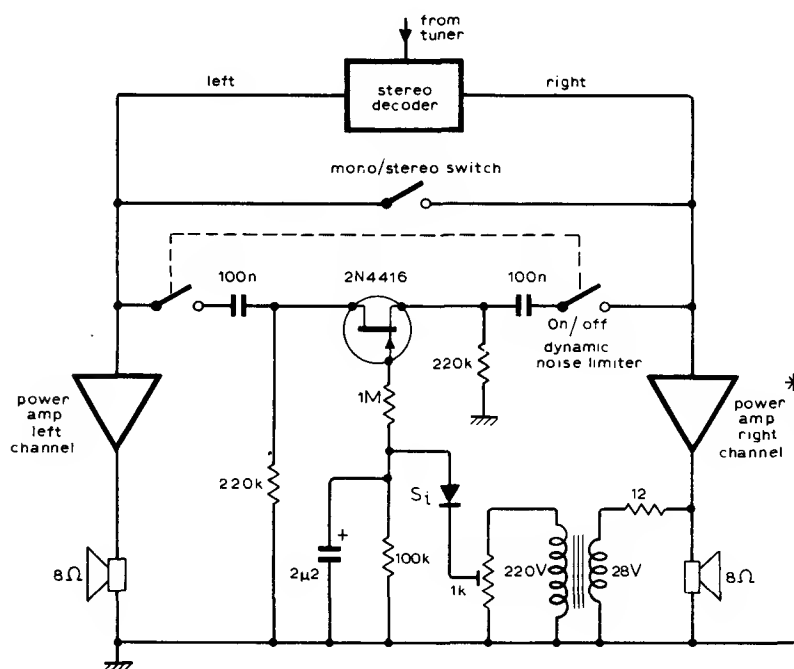 from
tuner
left
stereo
decoder
right
mono/stereo switch
100n
2N4416
100n
On/off
dynamic
noise limiter
220k
1M
power
amp
left
channel
power
amp
right
channel
*
220k
Si
12
+
2µ2
100k
1k
220V
28V
8Ω
8Ω